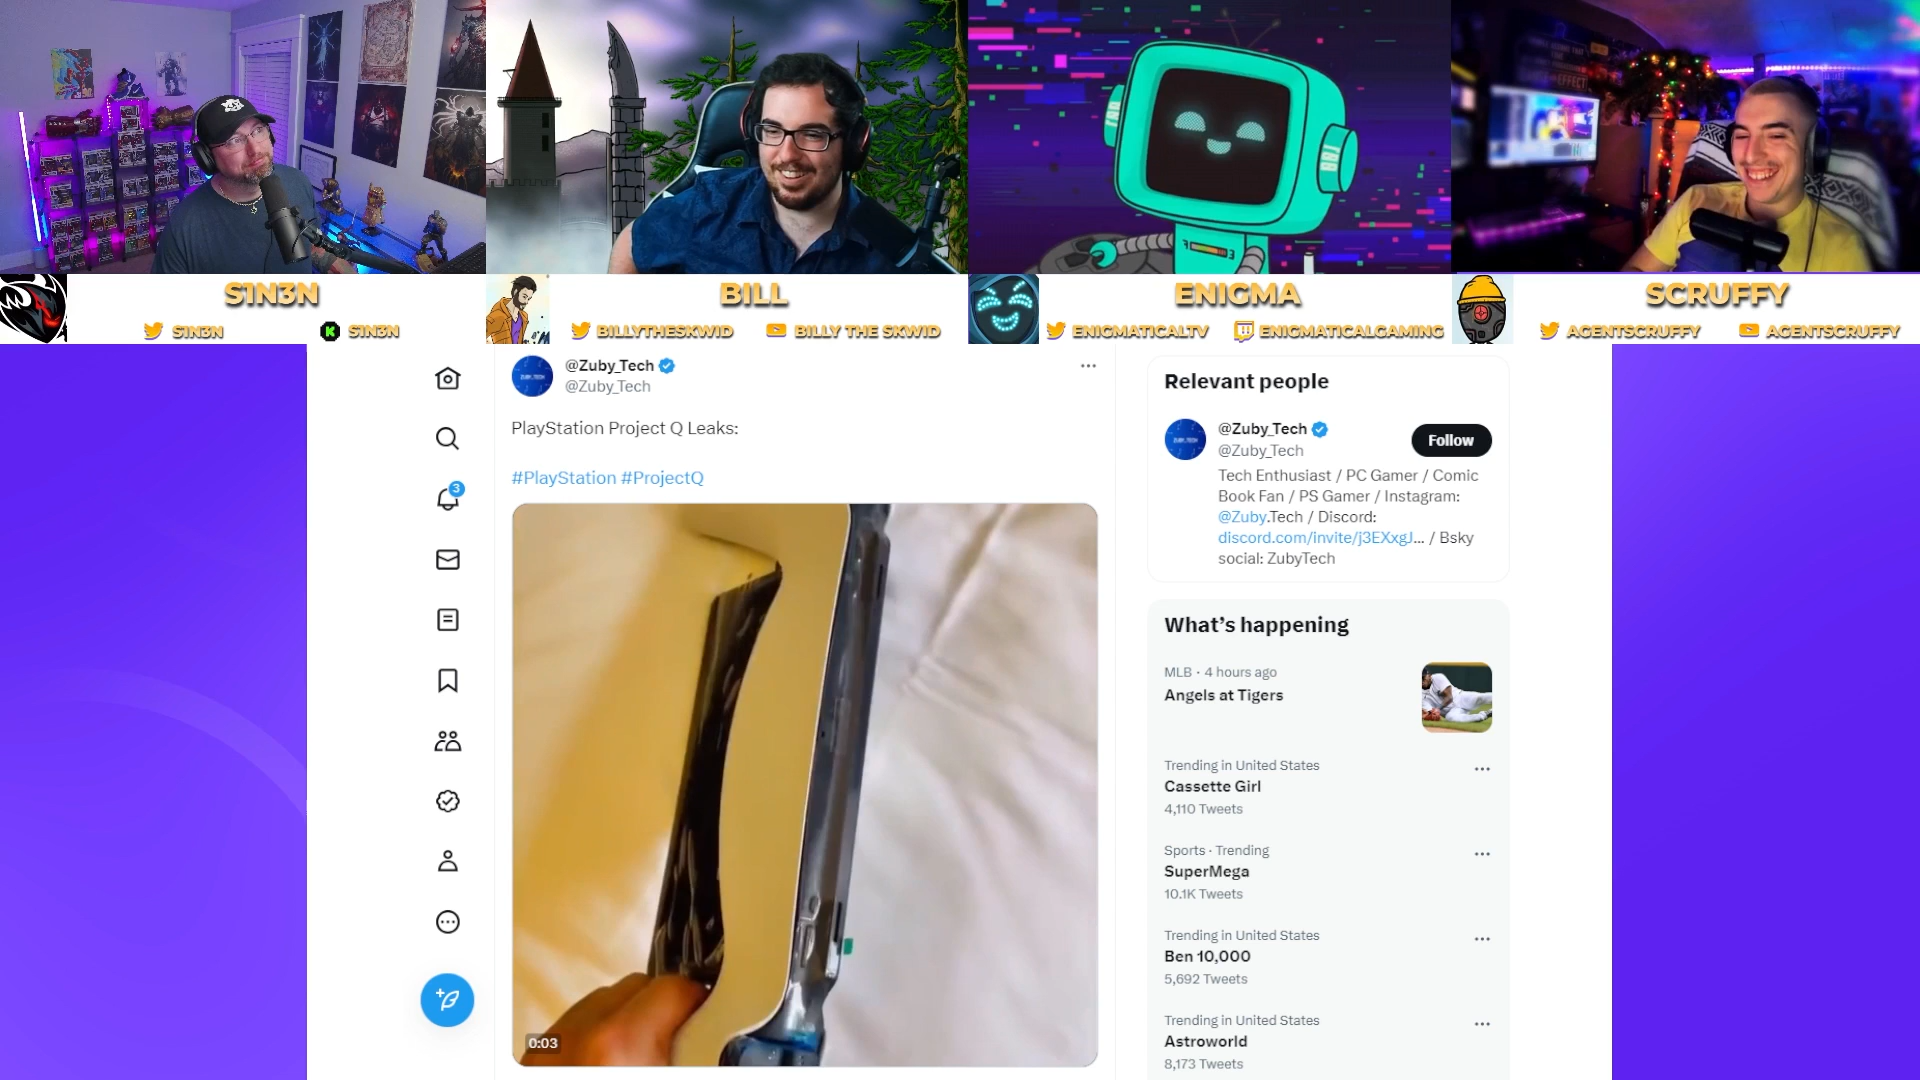 S1N3N
S1N3N
S1N3N
BILL
BILLYTHESKWID
BILLY THE SKWID
ENIGMA
ENIGMATICALTV
ENIGMATICALGAMING
SCRUFFY
AGENTSCRUFFY
AGENTSCRUFFY
@Zuby_Tech
@Zuby_Tech
PlayStation Project Q Leaks:
#PlayStation #ProjectQ
0:03
3
Relevant people
@Zuby_Tech
@Zuby_Tech
Follow
Tech Enthusiast / PC Gamer / Comic
Book Fan / PS Gamer / Instagram:
@Zuby.Tech / Discord:
discord.com/invite/j3EXxgJ... / Bsky
social: ZubyTech
What's happening
MLB · 4 hours ago
Angels at Tigers
Trending in United States
Cassette Girl
4,110 Tweets
Sports · Trending
SuperMega
10.1K Tweets
Trending in United States
Ben 10,000
5,692 Tweets
Trending in United States
Astroworld
8,173 Tweets